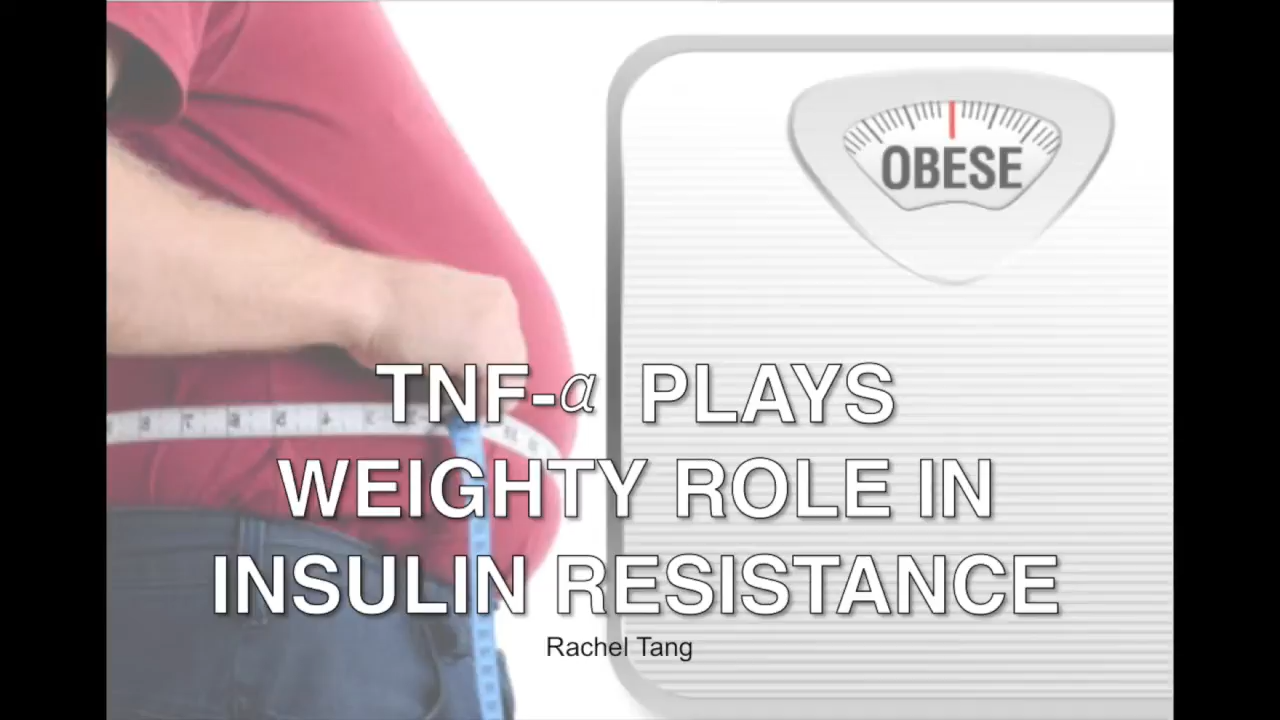 OBESE
TNF-α PLAYS
WEIGHTY ROLE IN
INSULIN RESISTANCE
Rachel Tang